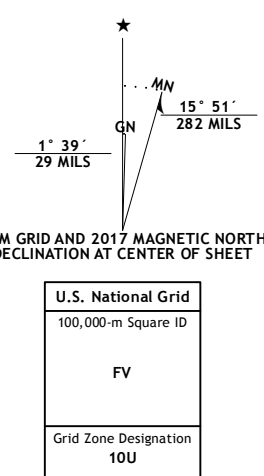 ★
MN
15° 51´
282 MILS
GN
1° 39´
29 MILS
M GRID AND 2017 MAGNETIC NORTH
DECLINATION AT CENTER OF SHEET
U.S. National Grid
100,000-m Square ID
FV
Grid Zone Designation
10U